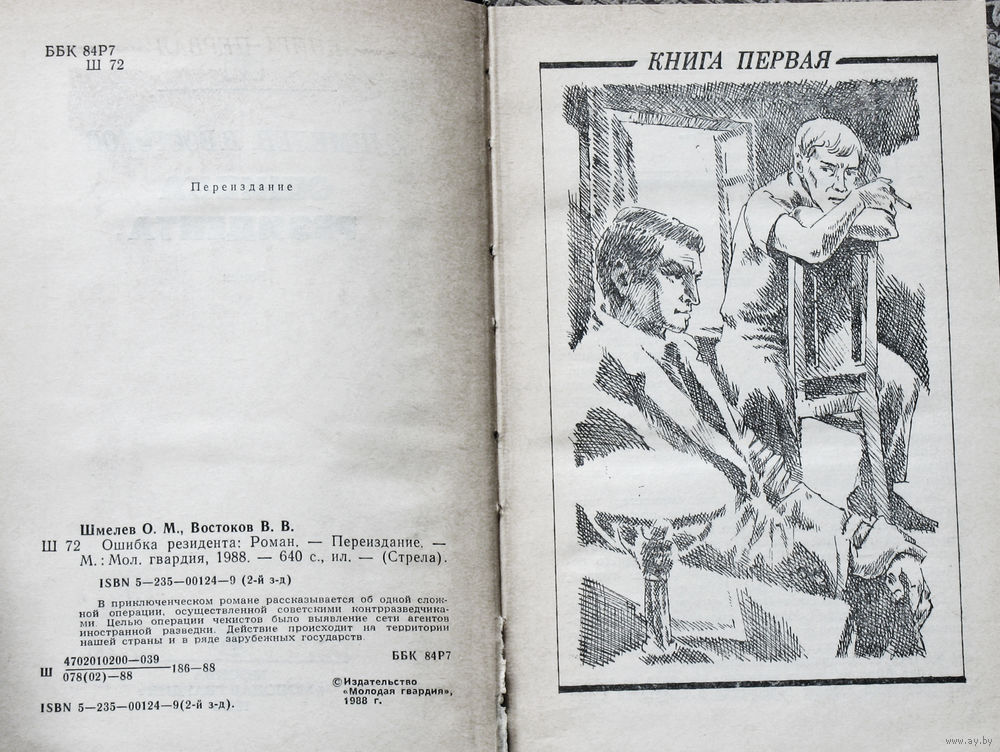 ББК 84Р7
Ш 72
Переиздание
Шмелев О. М., Востоков В. В.
Ш 72 Ошибка резидента: Роман. — Переиздание. —
М.: Мол. гвардия, 1988. — 640 с., ил. — (Стрела).
ISBN 5—235—00124—9 (2-й з-д)
В приключенческом романе рассказывается об одной слож-
ной операции, осуществленной советскими контрразведчика-
ми. Целью операции чекистов было выявление сети агентов
иностранной разведки. Действие происходит на территории
нашей страны и в ряде зарубежных государств.
Ш 4702010200—039
078(02)—88 186—88
ББК 84Р7
© Издательство
«Молодая гвардия»,
1988 г.
ISBN 5—235—00124—9(2-й з-д).
КНИГА ПЕРВАЯ
www.ay.by